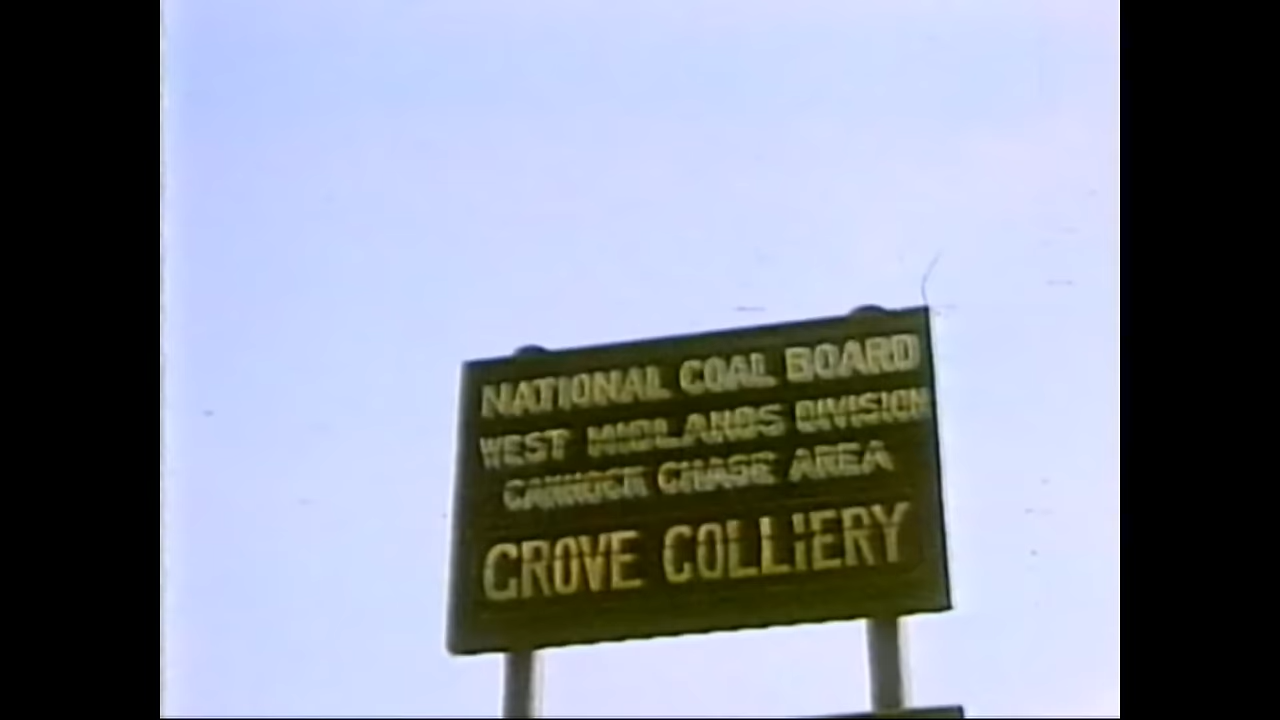 NATIONAL COAL BOARD
WEST MIDLANDS DIVISION
CANNOCK CHASE AREA
GROVE COLLIERY